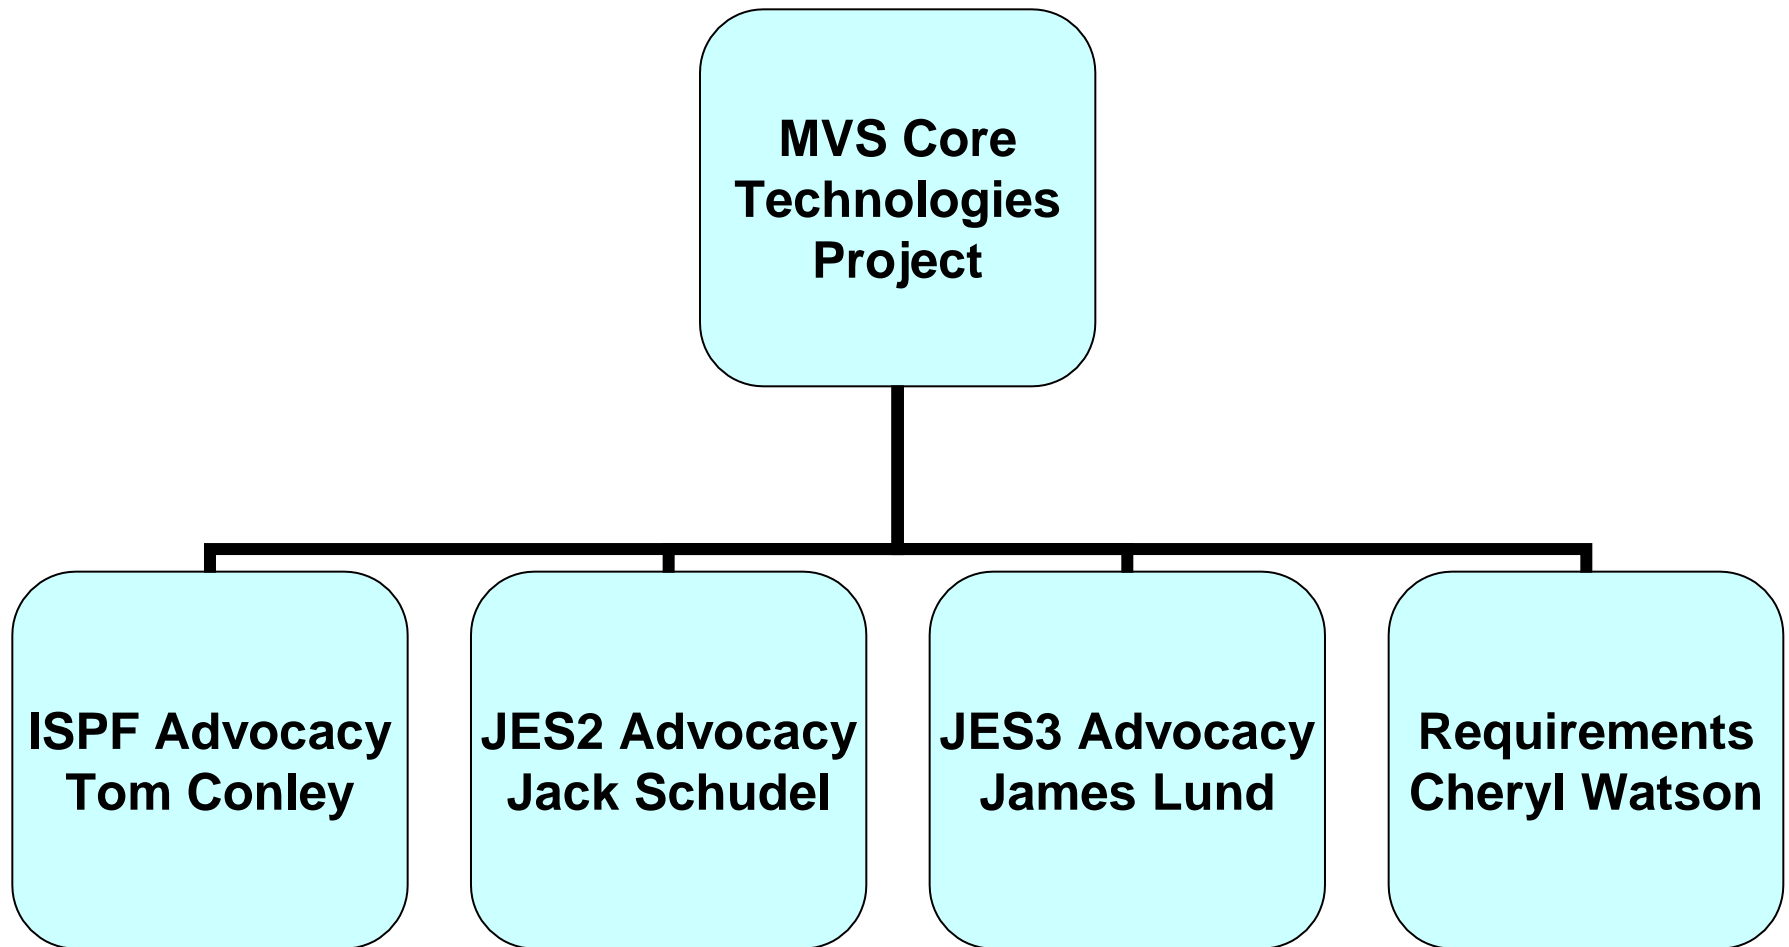 MVS Core
Technologies
Project
ISPF Advocacy
Tom Conley
JES2 Advocacy
Jack Schudel
JES3 Advocacy
James Lund
Requirements
Cheryl Watson